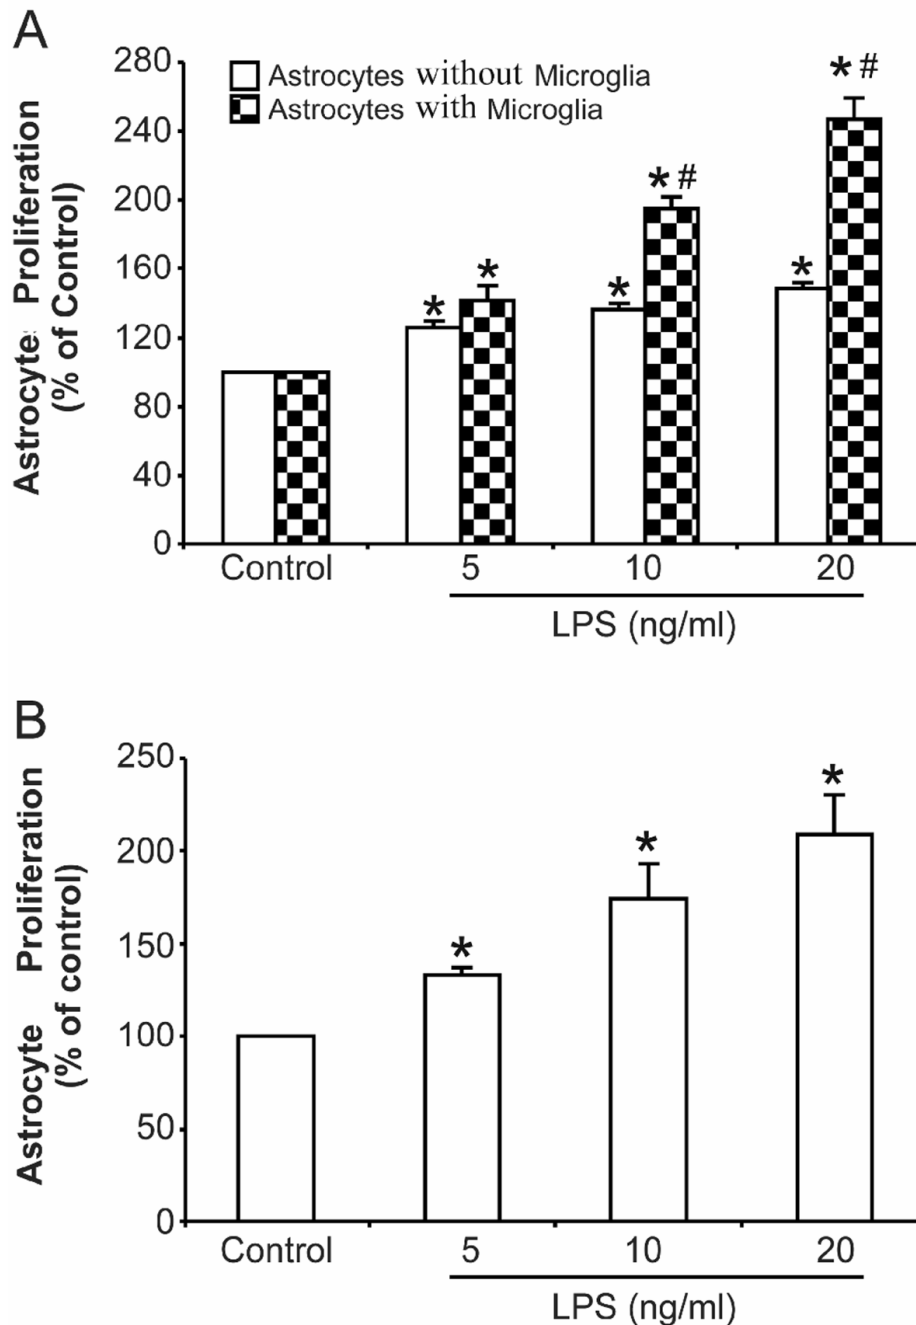 A
280
240
200
160
120
80
40
0
Astrocyte Proliferation
(% of Control)
Astrocytes without Microglia
Astrocytes with Microglia
* #
* #
*
*
*
*
*
Control 5 10 20
LPS (ng/ml)
B
250
200
150
100
50
0
Astrocyte Proliferation
(% of control)
*
*
*
Control 5 10 20
LPS (ng/ml)